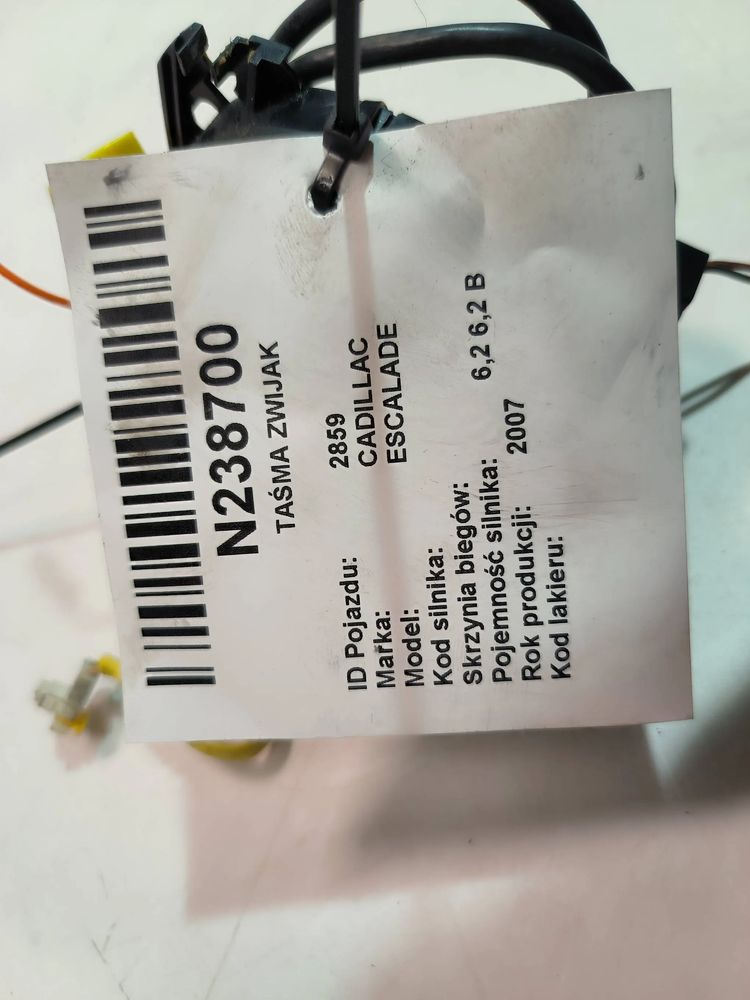 N238700
TAŚMA ZWIJAK
ID Pojazdu: 2859
Marka: CADILLAC
Model: ESCALADE
Kod silnika:
Skrzynia biegów:
Pojemność silnika: 6,2 6,2 B
Rok produkcji: 2007
Kod lakieru: